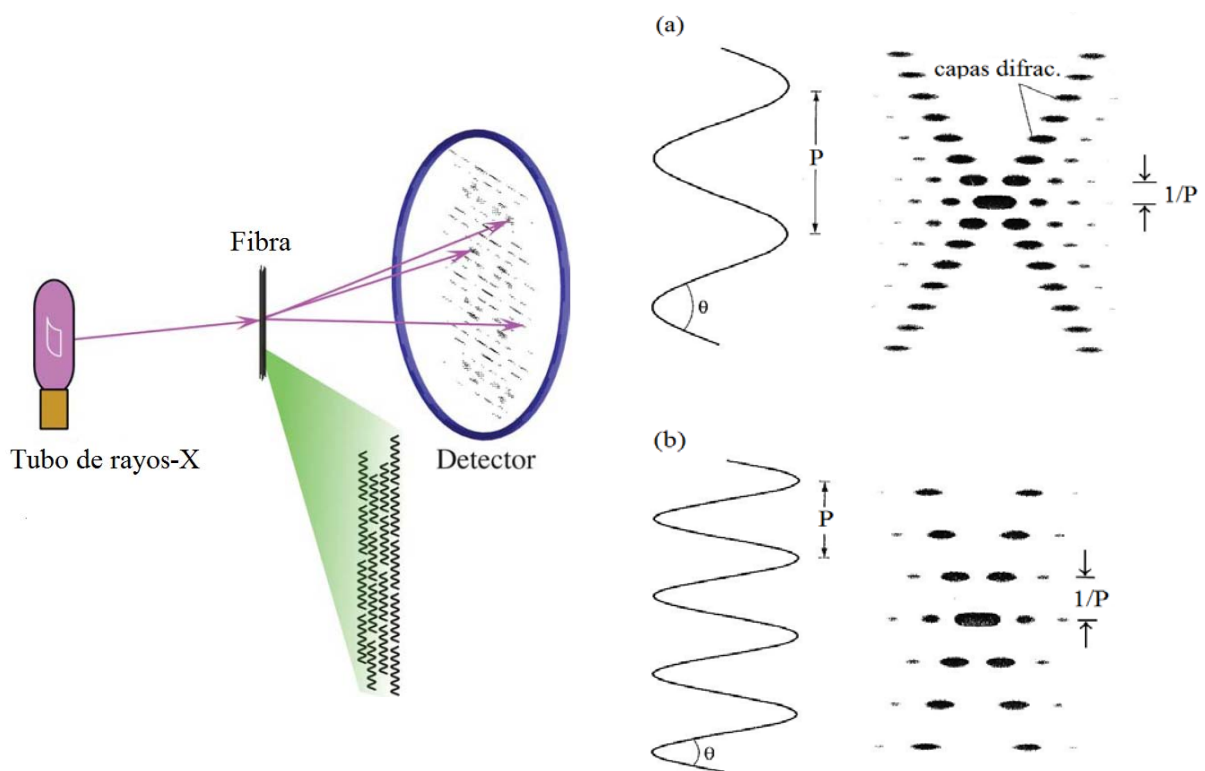 Tubo de rayos-X
Fibra
Detector
(a)
P
θ
capas difrac.
1/P
(b)
P
θ
1/P